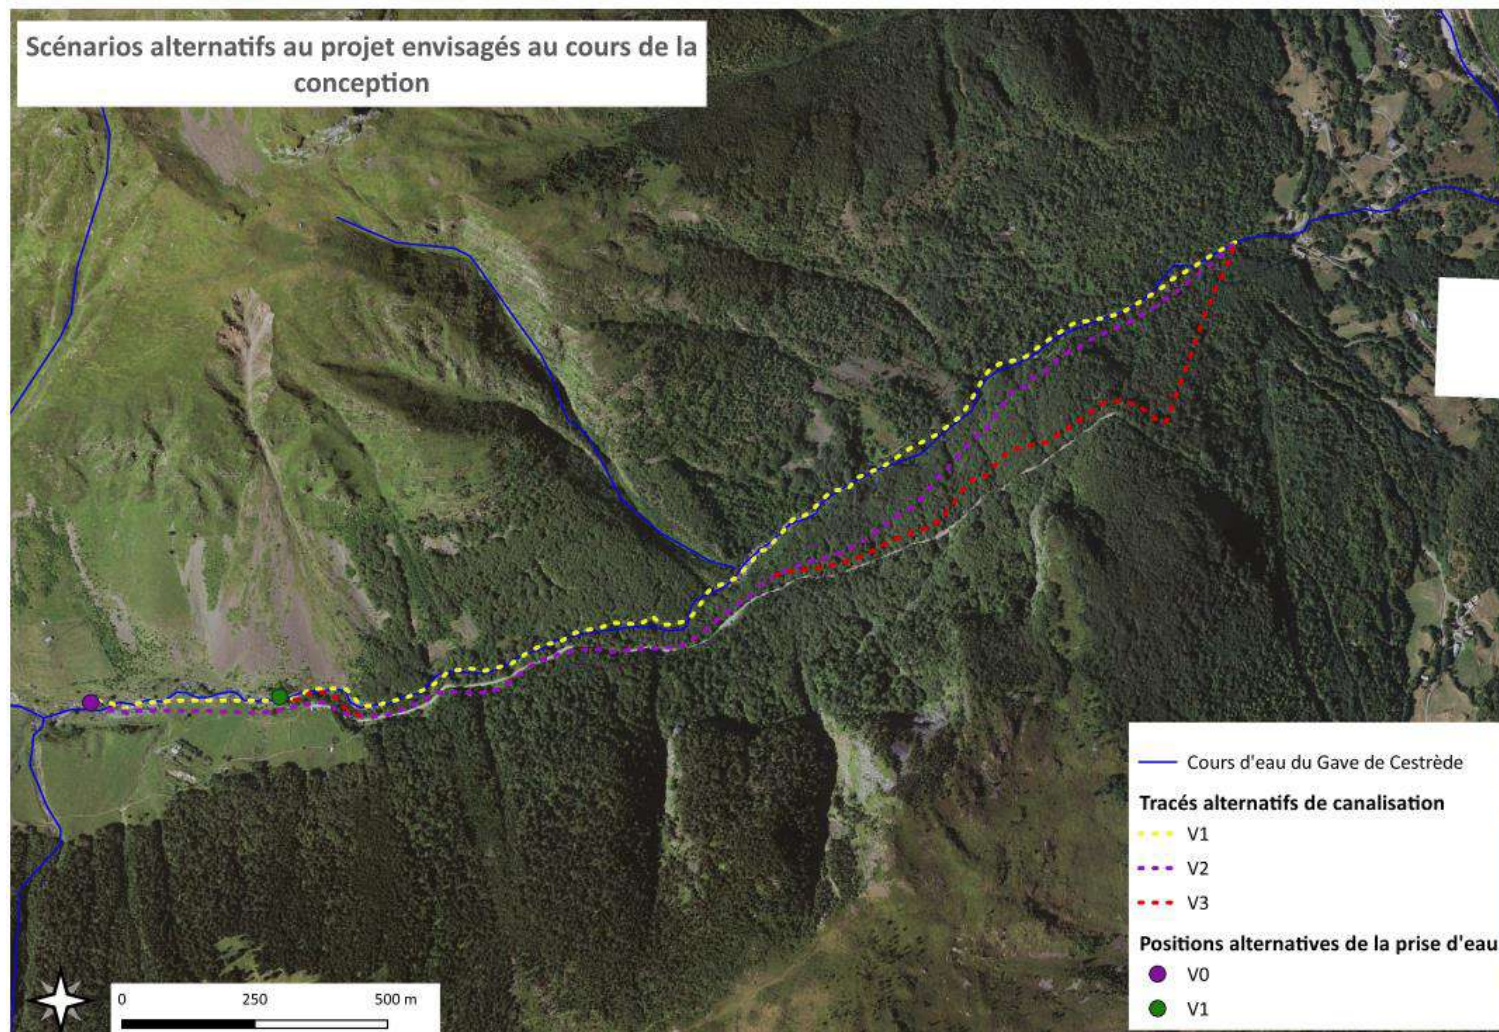 Scénarios alternatifs au projet envisagés au cours de la
conception
Cours d'eau du Gave de Cestrède
Tracés alternatifs de canalisation
V1
V2
V3
Positions alternatives de la prise d'eau
V0
V1
0 250 500 m